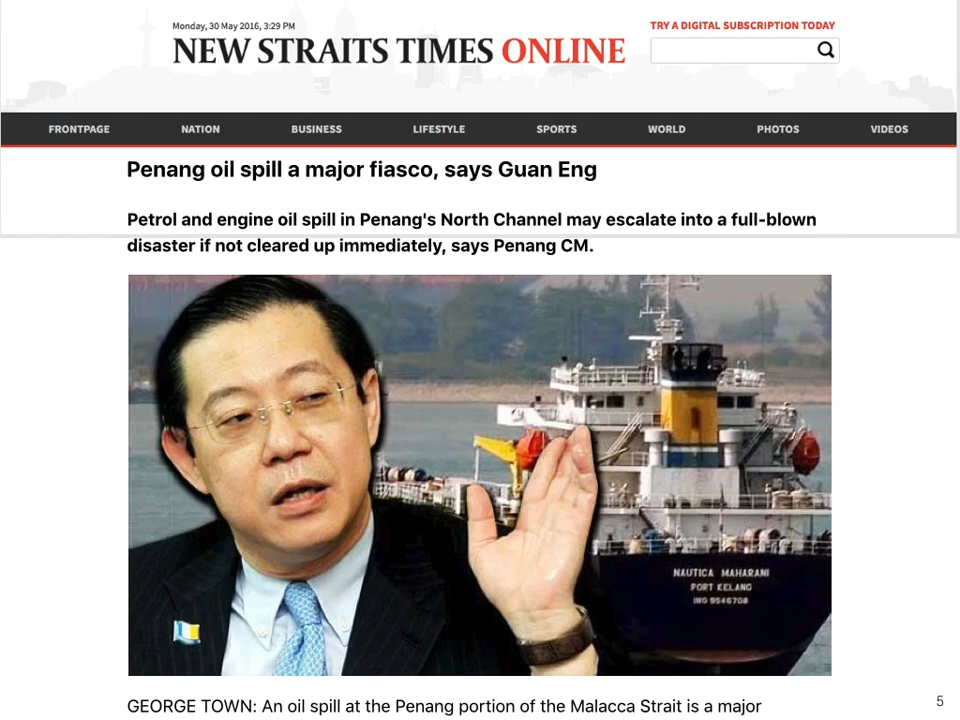 Monday, 30 May 2016, 3:29 PM
NEW STRAITS TIMES ONLINE
TRY A DIGITAL SUBSCRIPTION TODAY
FRONTPAGE NATION BUSINESS LIFESTYLE SPORTS WORLD PHOTOS VIDEOS
Penang oil spill a major fiasco, says Guan Eng
Petrol and engine oil spill in Penang's North Channel may escalate into a full-blown
disaster if not cleared up immediately, says Penang CM.
NAUTICA MAHARANI
PORT KELANG
IMO 9546708
GEORGE TOWN: An oil spill at the Penang portion of the Malacca Strait is a major
5